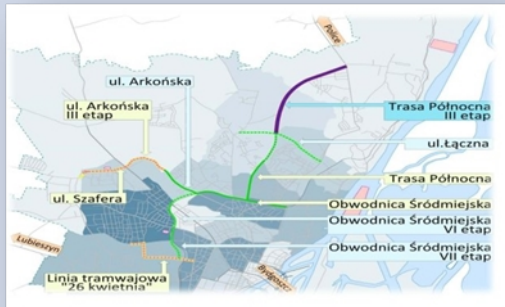 Police
ul. Arkońska
ul. Arkońska
III etap
Trasa Północna
III etap
ul.Łączna
Trasa Północna
ul. Szafera
Obwodnica Śródmiejska
Obwodnica Śródmiejska
VI etap
Obwodnica Śródmiejska
VII etap
Lubieszyn
Linia tramwajowa
"26 kwietnia"